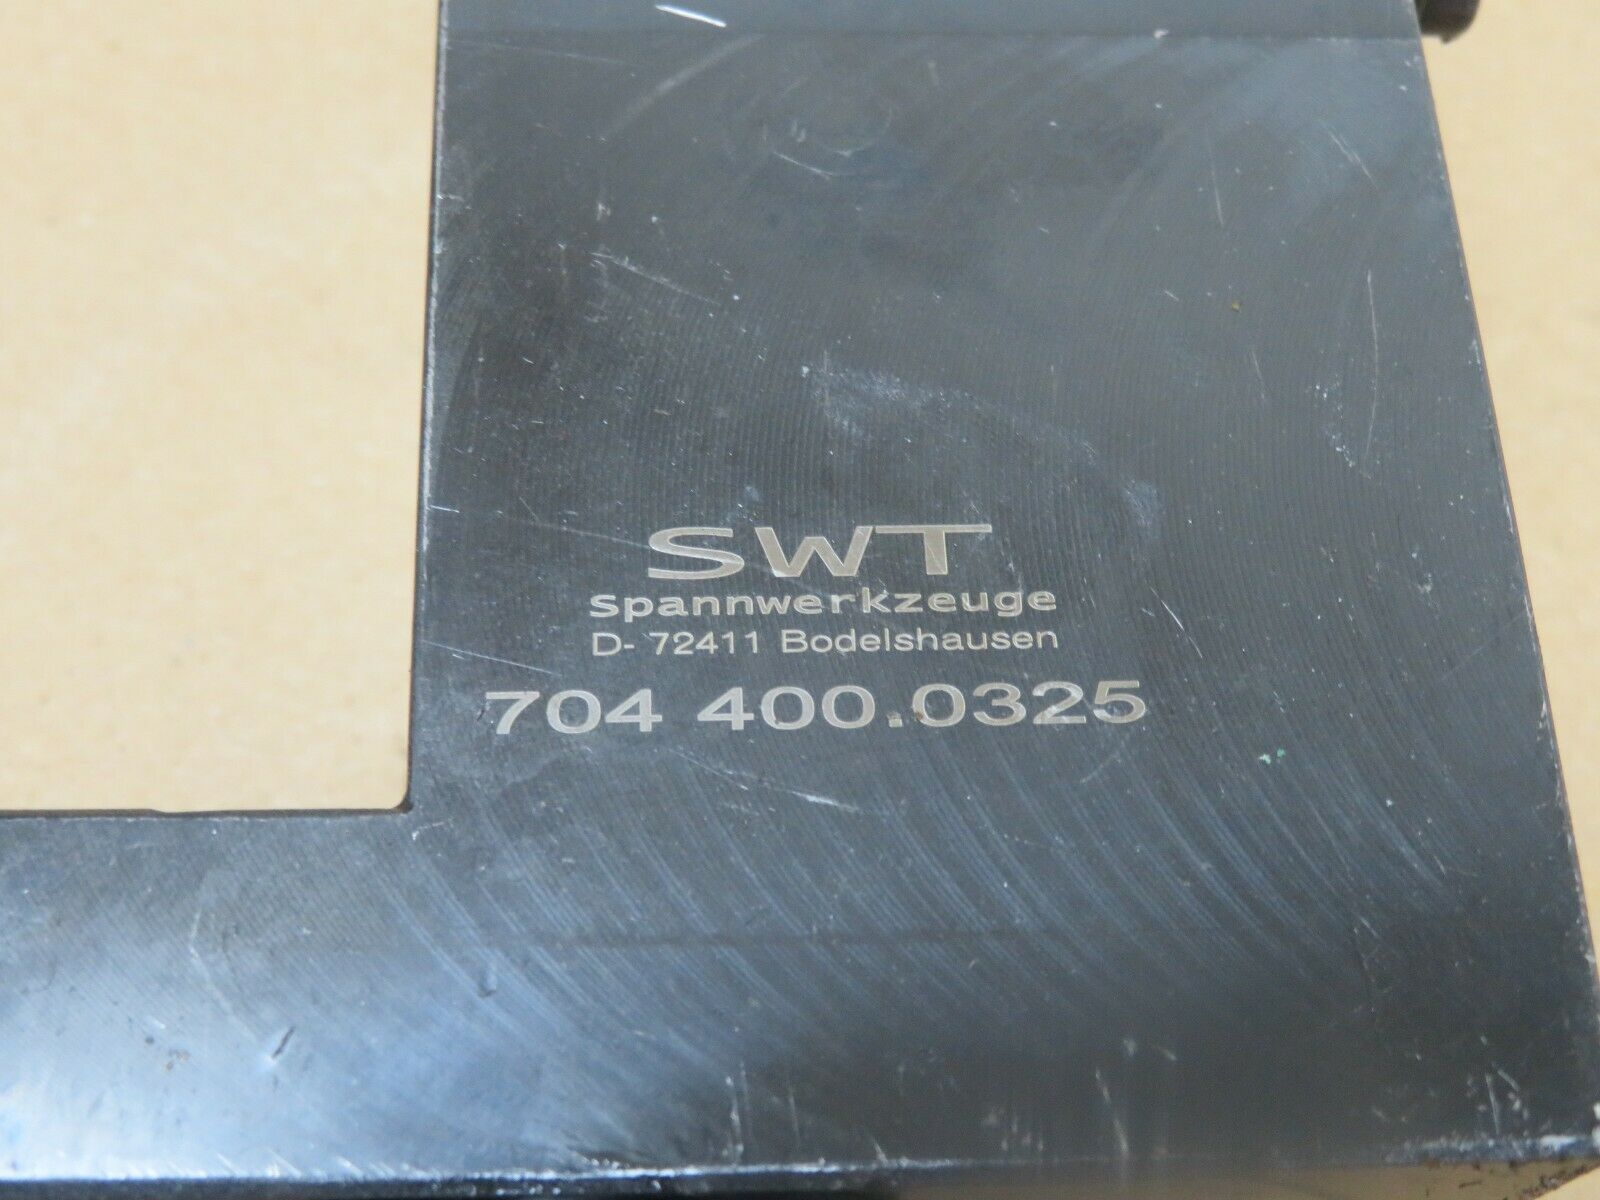 SWT
Spannwerkzeuge
D- 72411 Bodelshausen
704 400.0325